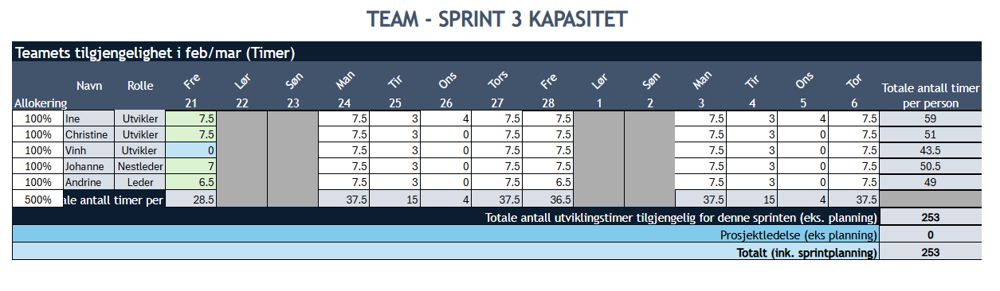 TEAM - SPRINT 3 KAPASITET
Teamets tilgjengelighet i feb/mar (Timer)
Allokering Navn Rolle Fre Lør Søn Man Tir Ons Tors Fre Lør Søn Man Tir Ons Tor Totale antall timer per person
21 22 23 24 25 26 27 28 1 2 3 4 5 6
100% Ine Utvikler 7.5 7.5 3 4 7.5 7.5 7.5 3 4 7.5 59
100% Christine Utvikler 7.5 7.5 3 0 7.5 7.5 7.5 3 0 7.5 51
100% Vinh Utvikler 0 7.5 3 0 7.5 7.5 7.5 3 0 7.5 43.5
100% Johanne Nestleder 7 7.5 3 0 7.5 7.5 7.5 3 0 7.5 50.5
100% Andrine Leder 6.5 7.5 3 0 7.5 6.5 7.5 3 0 7.5 49
500% ale antall timer per 28.5 37.5 15 4 37.5 36.5 37.5 15 4 37.5
Totale antall utviklingstimer tilgjengelig for denne sprinten (eks. planning) 253
Prosjektledelse (eks planning) 0
Totalt (ink. sprintplanning) 253